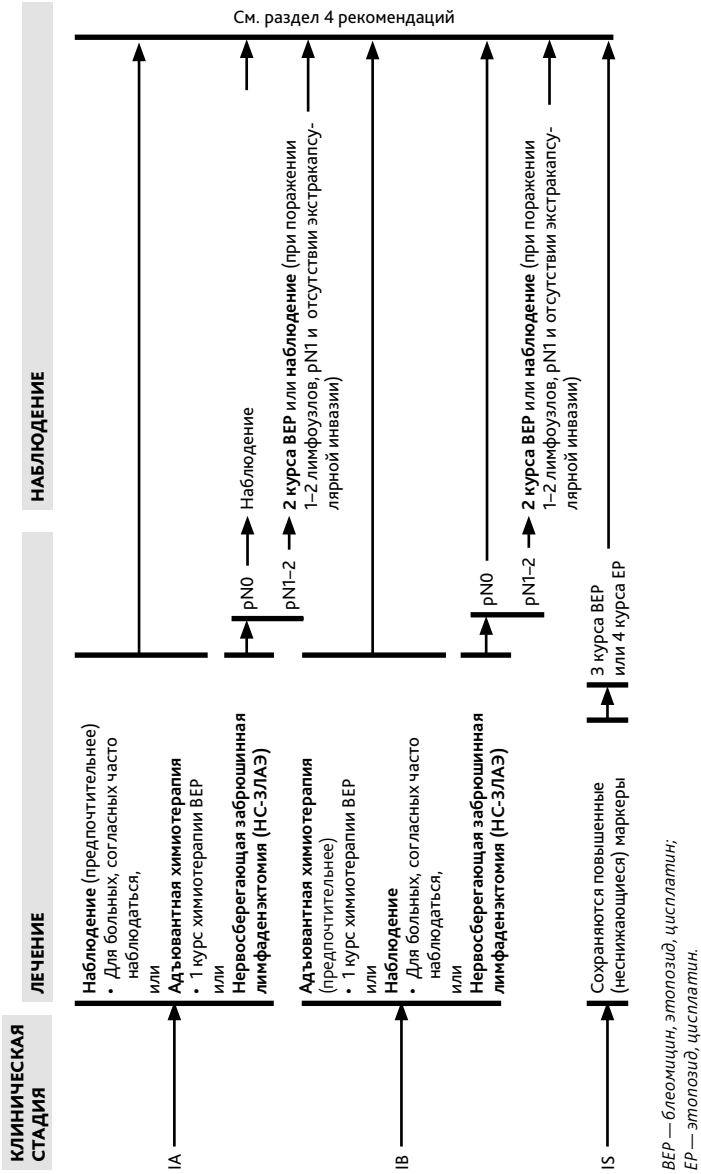 КЛИНИЧЕСКАЯ
СТАДИЯ
ЛЕЧЕНИЕ
НАБЛЮДЕНИЕ
IA
Наблюдение (предпочтительнее)
• Для больных, согласных часто
наблюдаться,
или
Адъювантная химиотерапия
• 1 курс химиотерапии BEP
или
Нервосберегающая забрюшинная
лимфаденэктомия (НС-ЗЛАЭ)
pN0
Наблюдение
pN1–2
2 курса BEP или наблюдение (при поражении
1–2 лимфоузлов, pN1 и отсутствии экстракапсу-
лярной инвазии)
IB
Адъювантная химиотерапия
(предпочтительнее)
• 1 курс химиотерапии BEP
или
Наблюдение
• Для больных, согласных часто
наблюдаться,
или
Нервосберегающая забрюшинная
лимфаденэктомия (НС-ЗЛАЭ)
pN0
pN1–2
2 курса BEP или наблюдение (при поражении
1–2 лимфоузлов, pN1 и отсутствии экстракапсу-
лярной инвазии)
IS
Сохраняются повышенные
(неснижающиеся) маркеры
3 курса BEP
или 4 курса EP
См. раздел 4 рекомендаций
BEP — блеомицин, этопозид, цисплатин;
EP — этопозид, цисплатин.